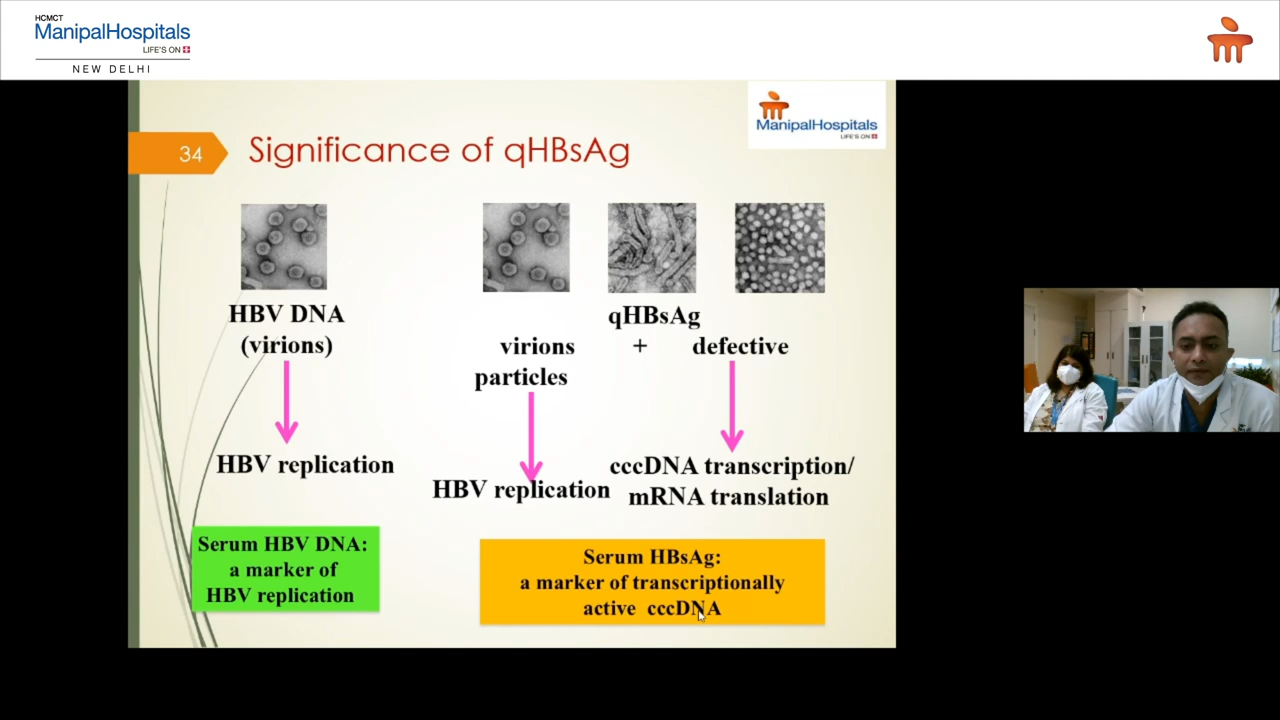 HCMCT
ManipalHospitals
LIFE'S ON
NEW DELHI
ManipalHospitals
LIFE'S ON
34
Significance of qHBsAg
HBV DNA
(virions)
HBV replication
Serum HBV DNA:
a marker of
HBV replication
qHBsAg
virions + defective
particles
HBV replication
cccDNA transcription/
mRNA translation
Serum HBsAg:
a marker of transcriptionally
active cccDNA